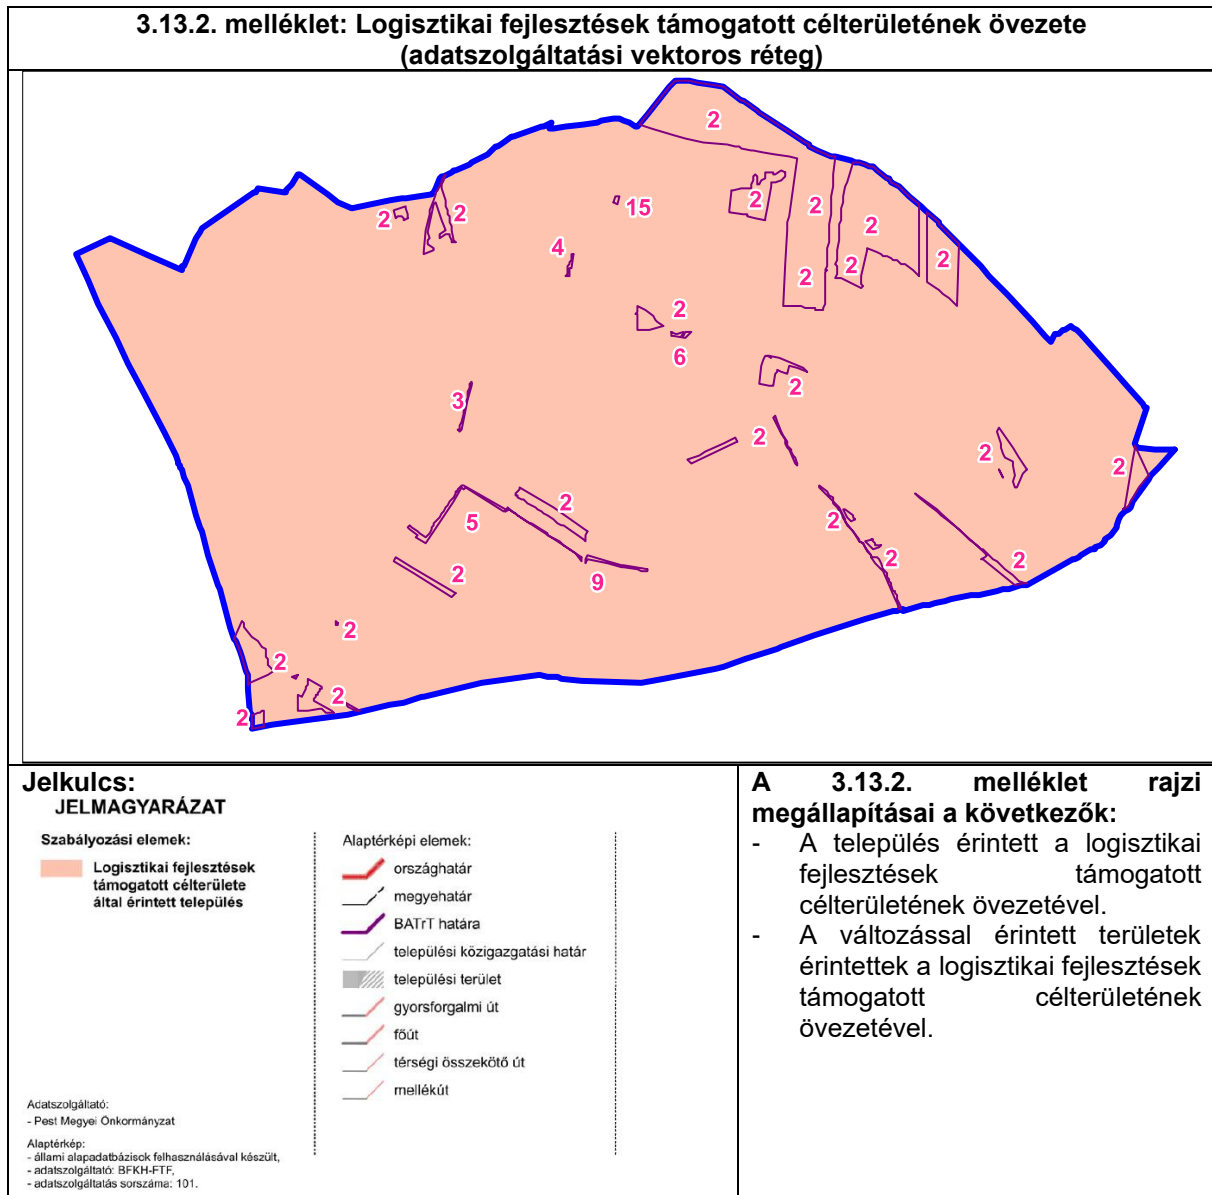 3.13.2. melléklet: Logisztikai fejlesztések támogatott célterületének övezete
(adatszolgáltatási vektoros réteg)
2
2
2
15
2
2
2
4
2
2
2
2
2
6
2
3
2
2
2
2
5
2
2
9
2
2
2
2
2
2
Jelkulcs:
JELMAGYARÁZAT
Szabályozási elemek:
Logisztikai fejlesztések
támogatott célterülete
által érintett település
Adatszolgáltató:
- Pest Megyei Önkormányzat
Alaptérkép:
- állami alapadatbázisok felhasználásával készült,
- adatszolgáltató: BFKH-FTF,
- adatszolgáltatás sorszáma: 101.
Alaptérképi elemek:
országhatár
megyehatár
BATrT határa
települési közigazgatási határ
települési terület
gyorsforgalmi út
főút
térségi összekötő út
mellékút
A 3.13.2. melléklet rajzi
megállapításai a következők:
- A település érintett a logisztikai
fejlesztések támogatott
célterületének övezetével.
- A változással érintett területek
érintettek a logisztikai fejlesztések
támogatott célterületének
övezetével.